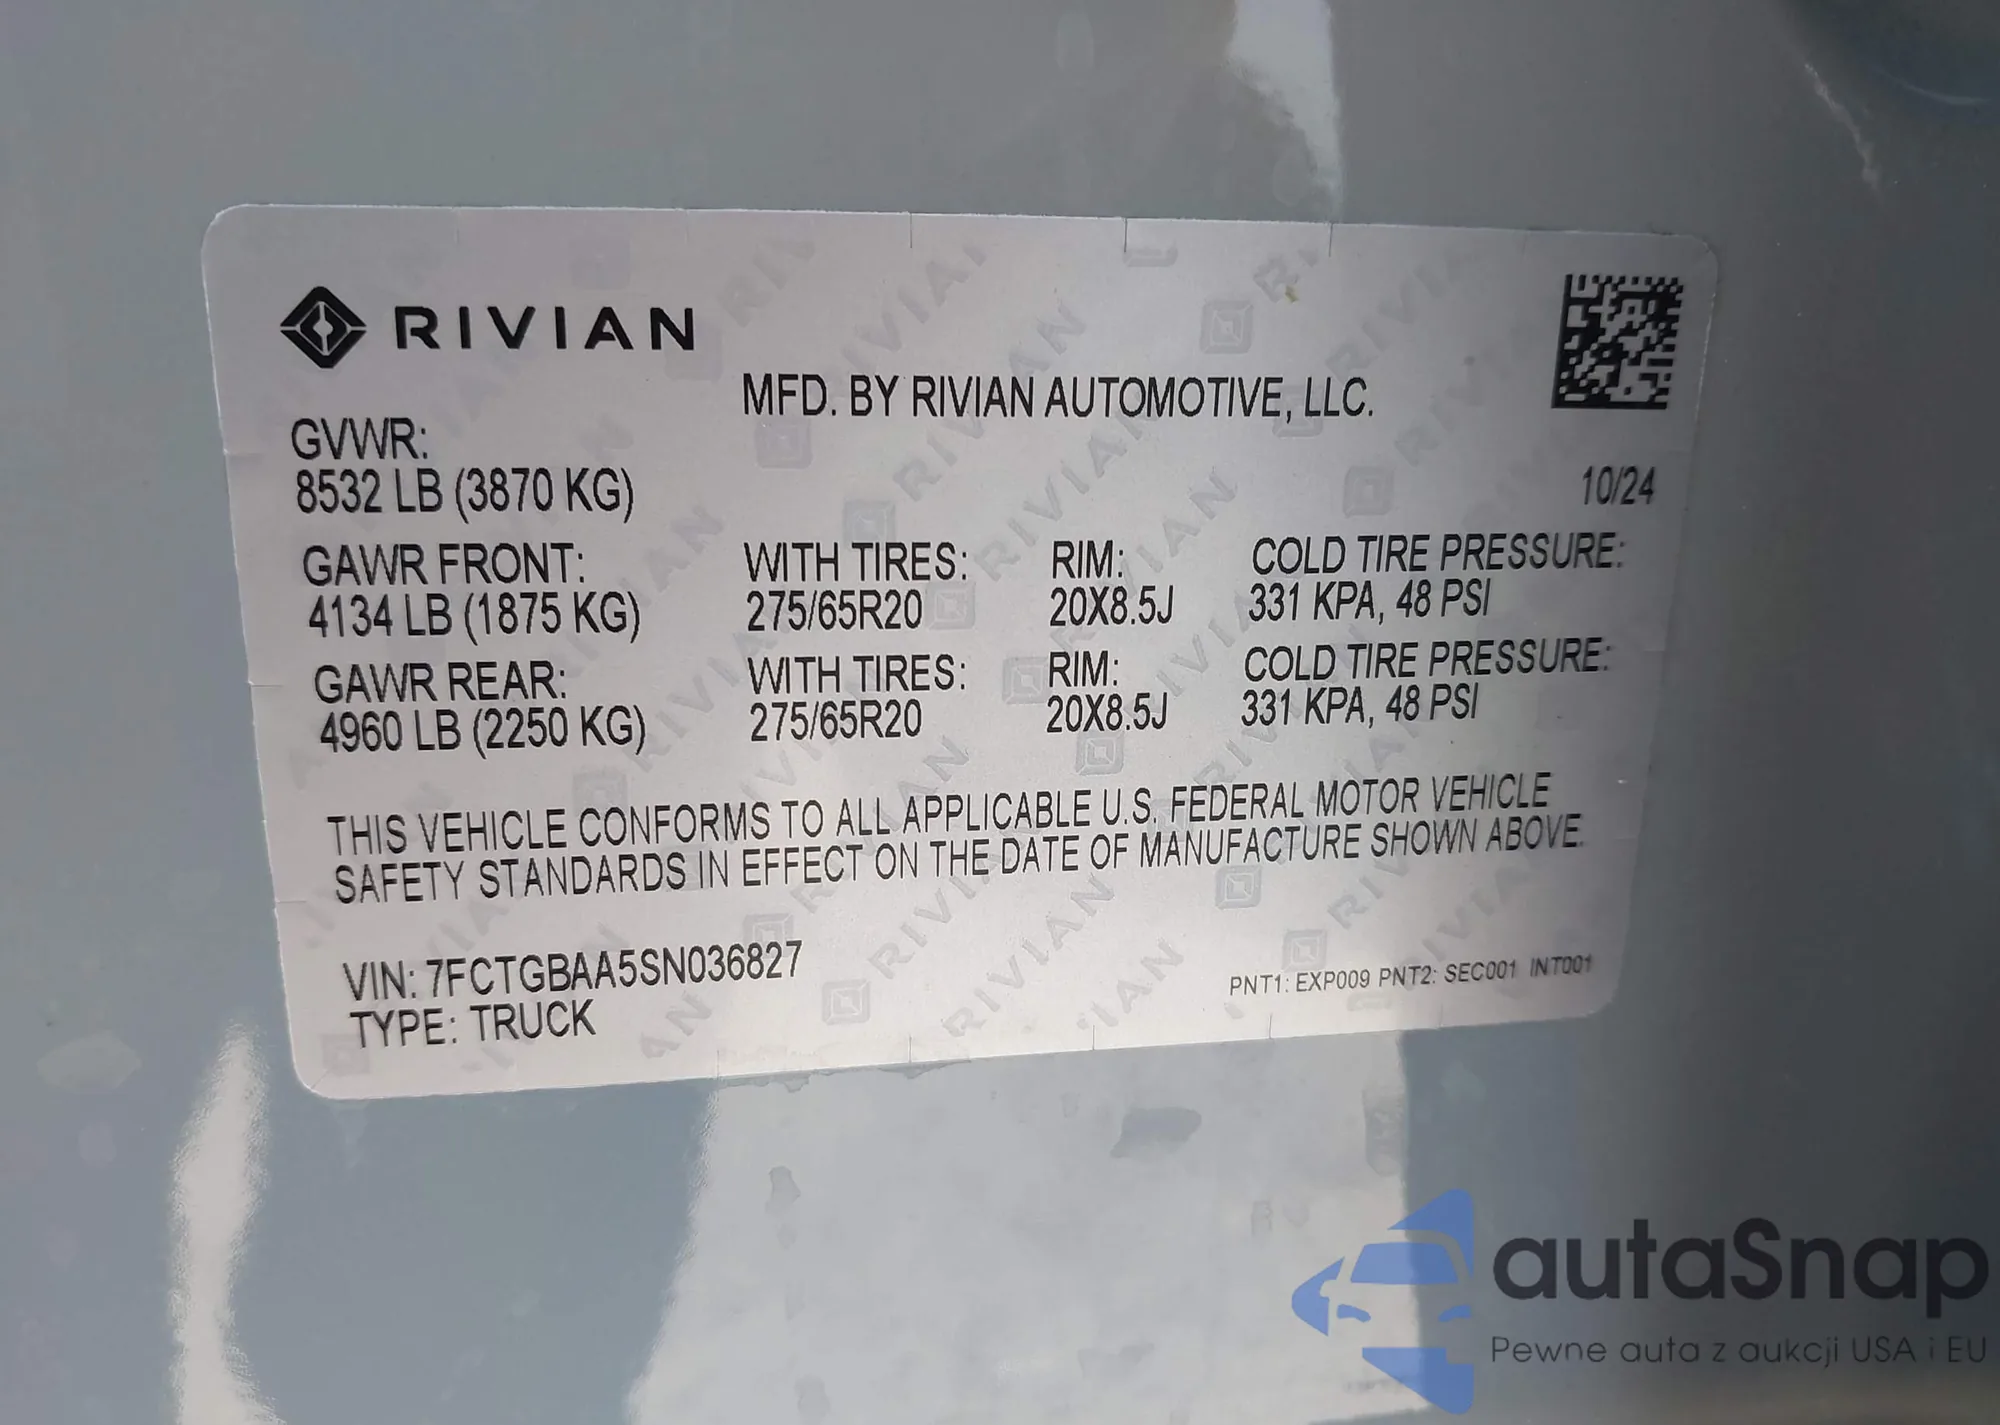 RIVIAN
MFD. BY RIVIAN AUTOMOTIVE, LLC.
GVWR:
8532 LB (3870 KG)
10/24
GAWR FRONT: WITH TIRES: RIM: COLD TIRE PRESSURE:
4134 LB (1875 KG) 275/65R20 20X8.5J 331 KPA, 48 PSI
GAWR REAR: WITH TIRES: RIM: COLD TIRE PRESSURE:
4960 LB (2250 KG) 275/65R20 20X8.5J 331 KPA, 48 PSI
THIS VEHICLE CONFORMS TO ALL APPLICABLE U.S. FEDERAL MOTOR VEHICLE
SAFETY STANDARDS IN EFFECT ON THE DATE OF MANUFACTURE SHOWN ABOVE.
VIN: 7FCTGBAA5SN036827
TYPE: TRUCK
PNT1: EXP009 PNT2: SEC001 INT001
autaSnap
Pewne auta z aukcji USA i EU